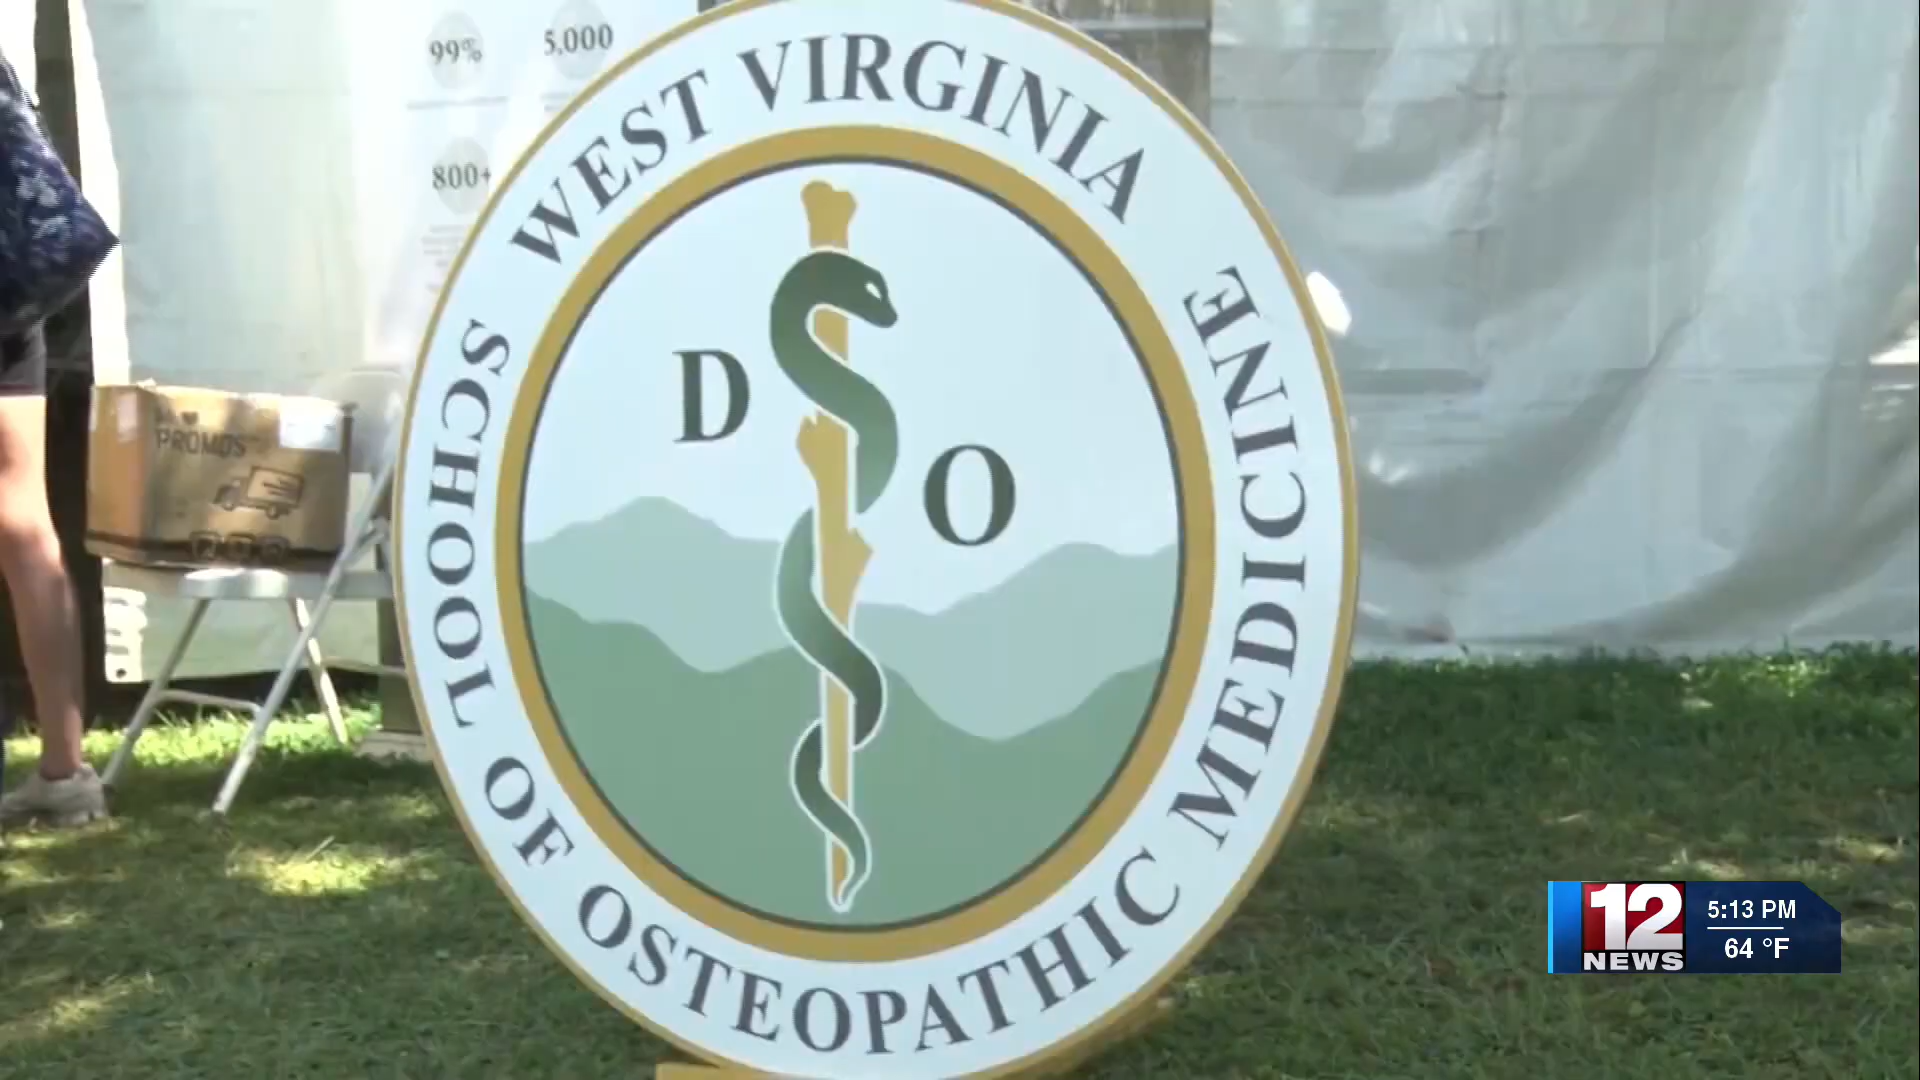 99%
5,000
800+
WEST VIRGINIA
SCHOOL OF OSTEOPATHIC MEDICINE
D
O
PROMOS
12
NEWS
5:13 PM
64 °F